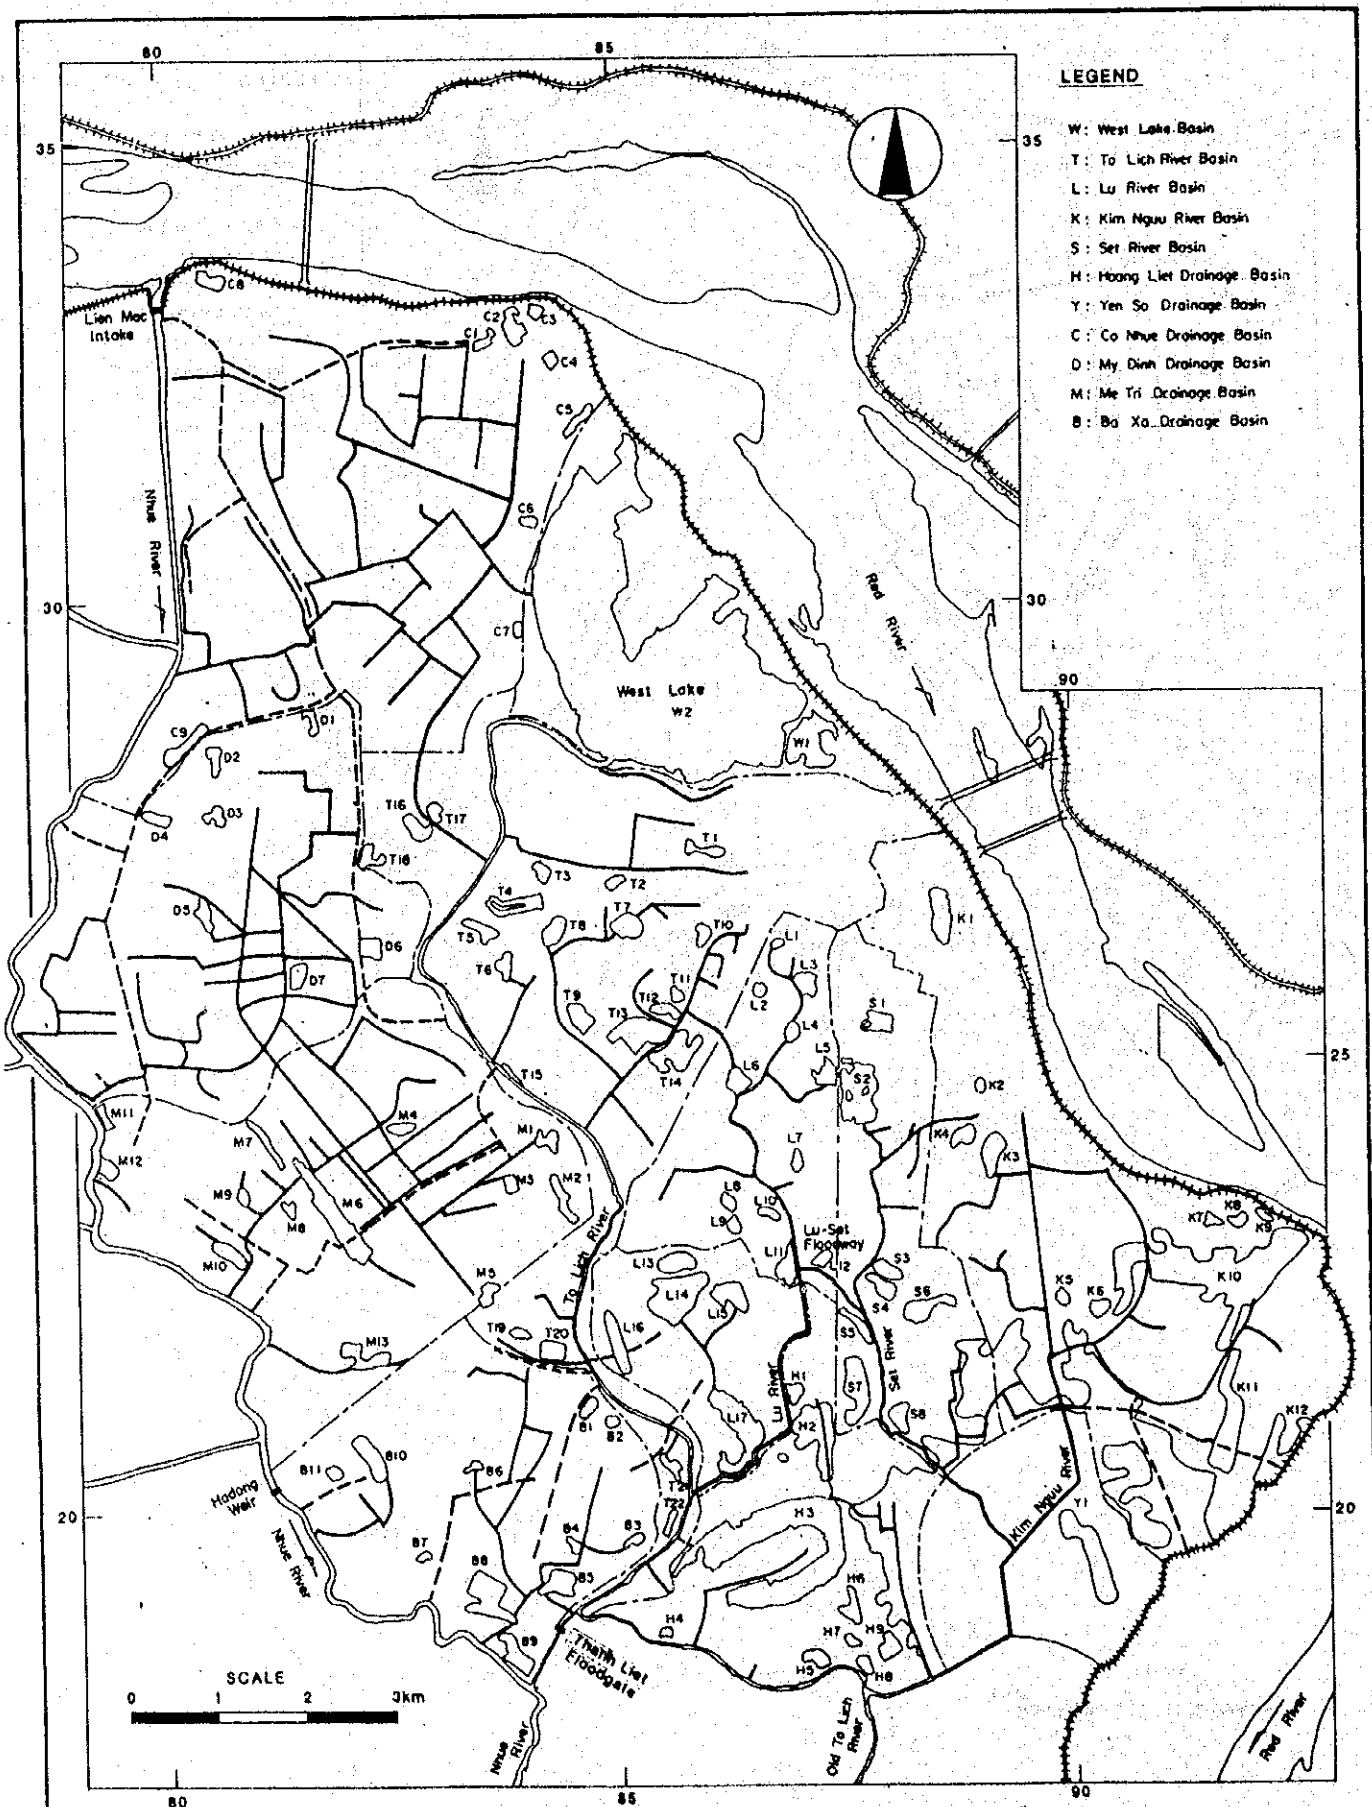 80
85
LEGEND
W: West Lake Basin
T: To Lich River Basin
L: Lu River Basin
K: Kim Nguu River Basin
S: Set River Basin
H: Hoang Liet Drainage Basin
Y: Yen So Drainage Basin
C: Co Nhue Drainage Basin
D: My Dinh Drainage Basin
M: Me Tri Drainage Basin
B: Ba Xa Drainage Basin
35
35
C8
Lien Mac
Intake
C1
C2
C3
C4
C5
C6
Nhue River
30
30
Red River
C7
90
West Lake
W2
W1
C9
D1
D2
D3
D4
T16
T17
T18
T1
T3
T2
T4
T5
T6
T7
T8
T10
D5
D6
D7
K1
L1
L2
L3
L4
L5
L6
S1
S2
T9
T11
T12
T13
T14
T15
25
K2
M11
M12
M7
M4
M1
M2
M3
L7
K4
K3
M9
M8
M6
M10
L8
L9
L10
Lu-Set
Floodway
L11
L12
K7
K8
K9
K10
L13
L14
L15
L16
S3
S4
S5
S6
K5
K6
M5
To Lich River
T19
T20
M13
Lu River
Set River
H1
H2
S7
S8
K11
K12
B1
B2
L17
B10
B11
Hadong
Weir
B6
T22
H3
Kim Nguu River
Y1
20
20
Nhue River
B7
B4
B3
B8
B5
B9
H4
H6
H7
H9
H5
H8
Thanh Liet
Floodgate
SCALE
0 1 2 3km
Nhue
River
Old To Lich
River
Red River
80
85
90